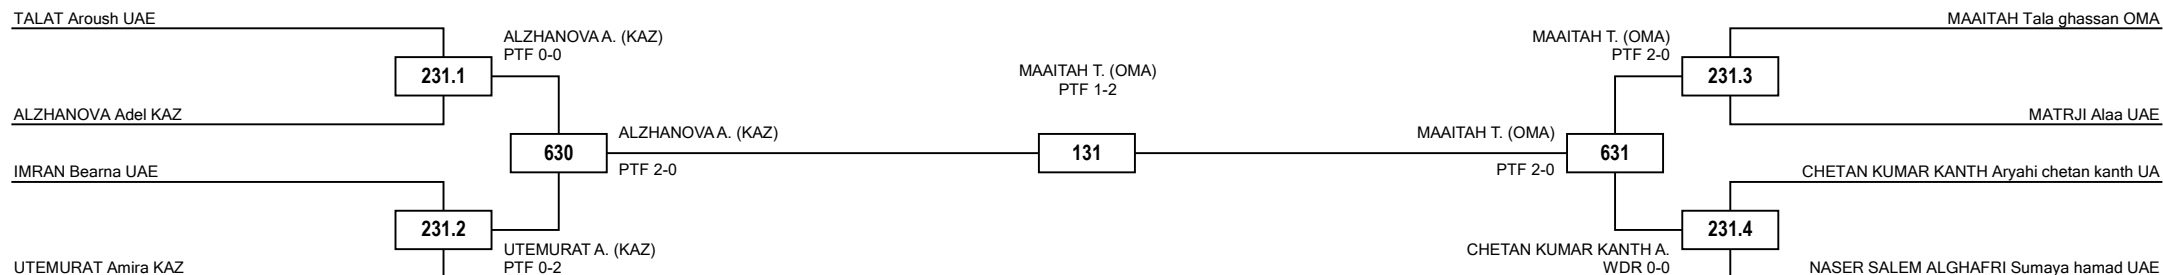 TALAT Aroush UAE
231.1
ALZHANOVA A. (KAZ)
PTF 0-0
ALZHANOVA Adel KAZ
630
ALZHANOVA A. (KAZ)
PTF 2-0
IMRAN Bearna UAE
231.2
UTEMURAT A. (KAZ)
PTF 0-2
UTEMURAT Amira KAZ
MAAITAH T. (OMA)
PTF 1-2
131
MAAITAH Tala ghassan OMA
MAAITAH T. (OMA)
PTF 2-0
231.3
MATRJI Alaa UAE
MAAITAH T. (OMA)
PTF 2-0
631
CHETAN KUMAR KANTH Aryahi chetan kanth UA
231.4
CHETAN KUMAR KANTH A.
WDR 0-0
NASER SALEM ALGHAFRI Sumaya hamad UAE